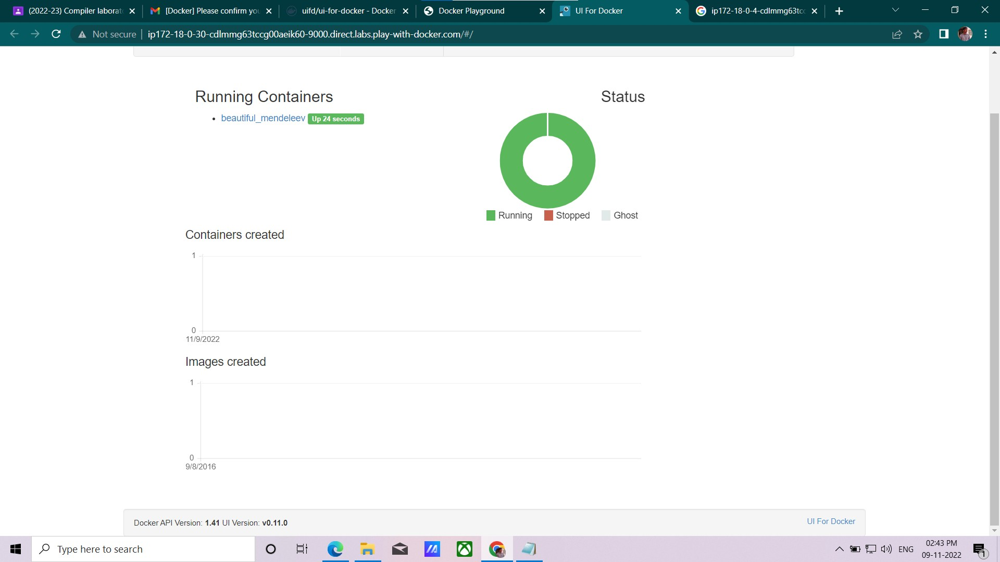 (2022-23) Compiler laborat
[Docker] Please confirm you
uifd/ui-for-docker - Docker
Docker Playground
UI For Docker
ip172-18-0-4-cdlmmg63tcc
Not secure
ip172-18-0-30-cdlmmg63tccg00aeik60-9000.direct.labs.play-with-docker.com/#/
Running Containers
Status
beautiful_mendeleev Up 24 seconds
Running
Stopped
Ghost
Containers created
1
0
11/9/2022
Images created
1
0
9/8/2016
Docker API Version: 1.41 UI Version: v0.11.0
UI For Docker
Type here to search
ENG
02:43 PM
09-11-2022
1